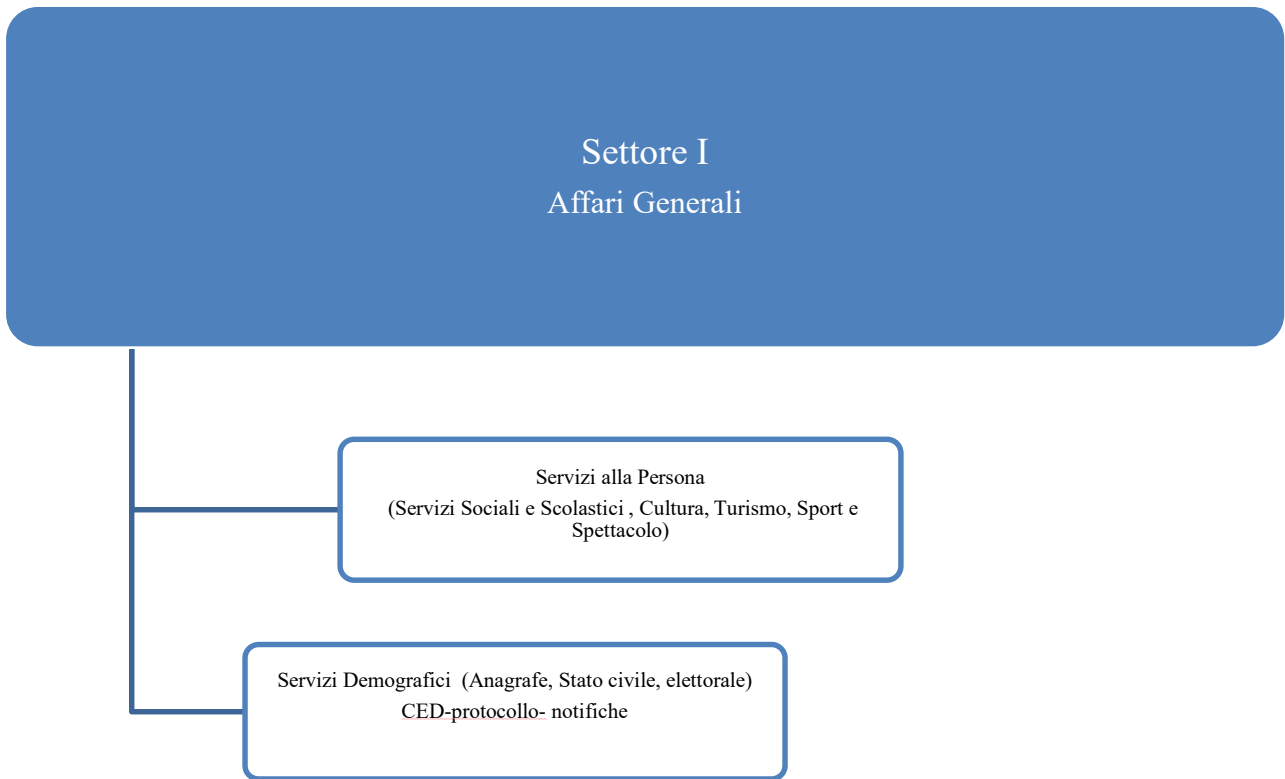 Settore I
Affari Generali
Servizi alla Persona
(Servizi Sociali e Scolastici , Cultura, Turismo, Sport e
Spettacolo)
Servizi Demografici  (Anagrafe, Stato civile, elettorale)
CED-protocollo- notifiche